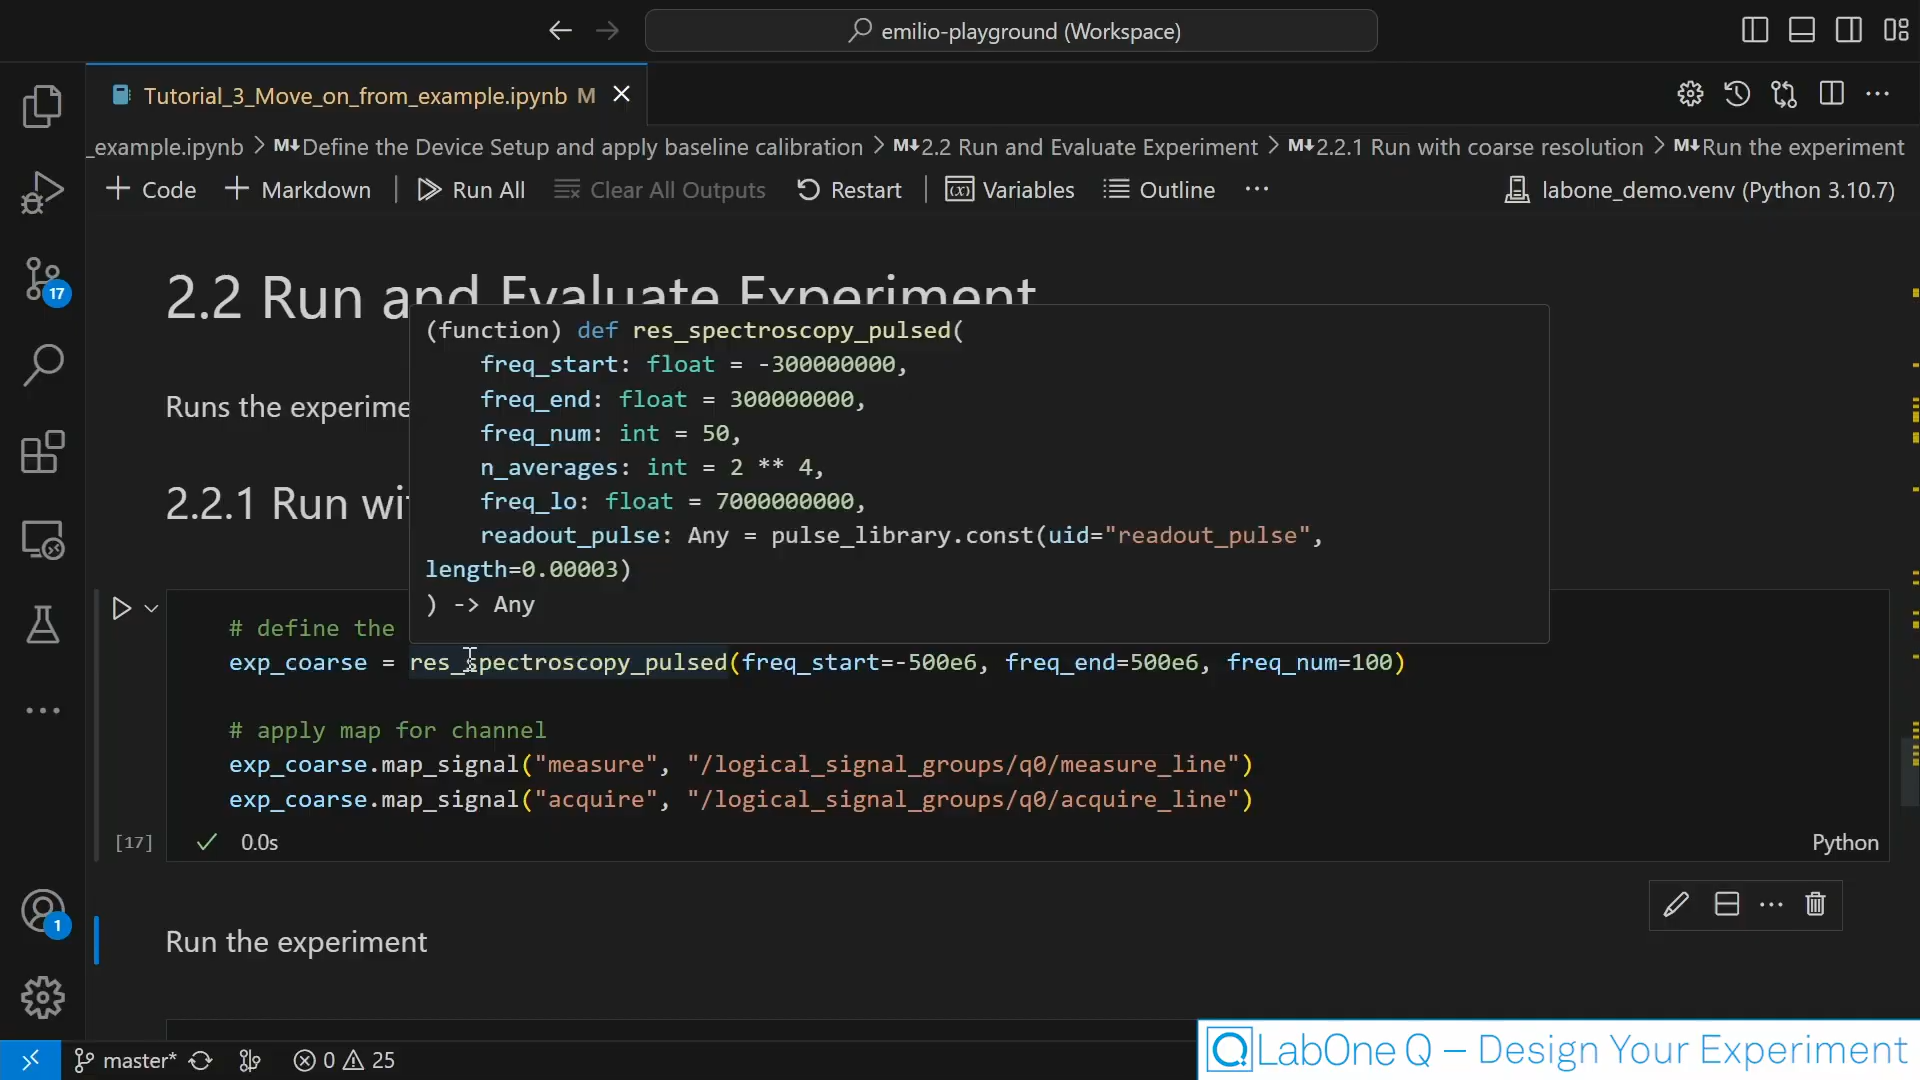 emilio-playground (Workspace)
Tutorial_3_Move_on_from_example.ipynb M
_example.ipynb > M↓Define the Device Setup and apply baseline calibration > M↓2.2 Run and Evaluate Experiment > M↓2.2.1 Run with coarse resolution > M↓Run the experiment
+ Code + Markdown | Run All Clear All Outputs Restart | Variables Outline ··· labone_demo.venv (Python 3.10.7)
17
2.2 Run and Evaluate Experiment
(function) def res_spectroscopy_pulsed(
freq_start: float = -300000000,
freq_end: float = 300000000,
Runs the experime
freq_num: int = 50,
n_averages: int = 2 ** 4,
2.2.1 Run wit
freq_lo: float = 7000000000,
readout_pulse: Any = pulse_library.const(uid="readout_pulse",
length=0.00003)
) -> Any
# define the
exp_coarse = res_spectroscopy_pulsed(freq_start=-500e6, freq_end=500e6, freq_num=100)
# apply map for channel
exp_coarse.map_signal("measure", "/logical_signal_groups/q0/measure_line")
exp_coarse.map_signal("acquire", "/logical_signal_groups/q0/acquire_line")
[17] 0.0s Python
1
Run the experiment
master* 0 25
LabOne Q – Design Your Experiment